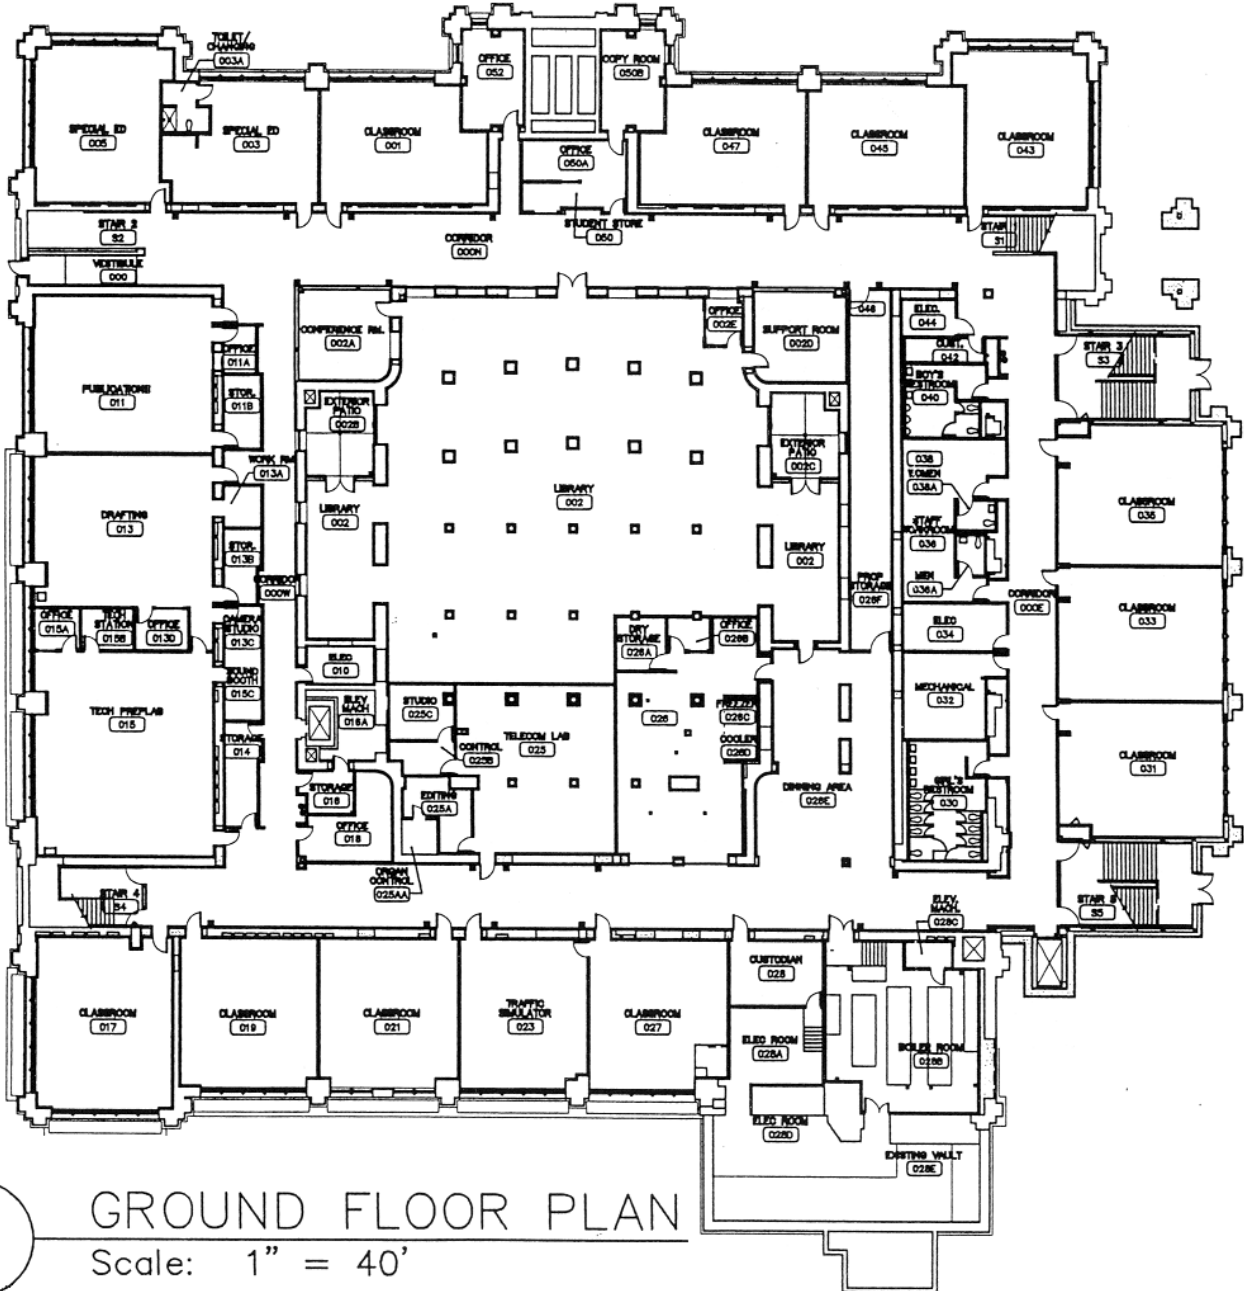 TOILET/
CHANGING
003A
OFFICE
052
COPY ROOM
050B
SPECIAL ED
005
SPECIAL ED
003
CLASSROOM
001
OFFICE
050A
CLASSROOM
047
CLASSROOM
045
CLASSROOM
043
STAIR 2
S2
CORRIDOR
000N
STUDENT STORE
050
STAIR 1
S1
VESTIBULE
000
CONFERENCE RM.
002A
OFFICE
002E
SUPPORT ROOM
002D
046
ELEC.
044
CUST.
042
STAIR 3
S3
OFFICE
011A
PUBLICATIONS
011
STOR.
011B
EXTERIOR
PATIO
002B
EXTERIOR
PATIO
002C
BOY'S
RESTROOM
040
WORK RM
013A
DRAFTING
013
LIBRARY
002
LIBRARY
002
LIBRARY
002
038
WOMEN
038A
STAFF
WORKROOM
036
MEN
036A
CLASSROOM
035
STOR.
013B
CORRIDOR
000W
PROP
STORAGE
026F
CORRIDOR
000E
CLASSROOM
033
OFFICE
015A
TECH
STATION
015B
OFFICE
013D
CAMERA
STUDIO
013C
DRY
STORAGE
026A
OFFICE
026B
ELEC
034
ELEC
010
SOUND
BOOTH
015C
TECH PREPLAB
015
ELEV
MACH
016A
STUDIO
025C
TELECOM LAB
025
CONTROL
025B
026
FREEZER
026C
COOLER
026D
MECHANICAL
032
STORAGE
014
STORAGE
016
EDITING
025A
DINNING AREA
026E
GIRL'S
RESTROOM
030
CLASSROOM
031
OFFICE
018
ORGAN
CONTROL
025AA
STAIR 4
S4
ELEV.
MACH.
028C
STAIR 5
S5
CLASSROOM
017
CLASSROOM
019
CLASSROOM
021
TRAFFIC
SIMULATOR
023
CLASSROOM
027
CUSTODIAN
028
ELEC ROOM
028A
BOILER ROOM
028B
ELEC ROOM
028D
EXISTING VAULT
028E
GROUND FLOOR PLAN
Scale: 1" = 40'